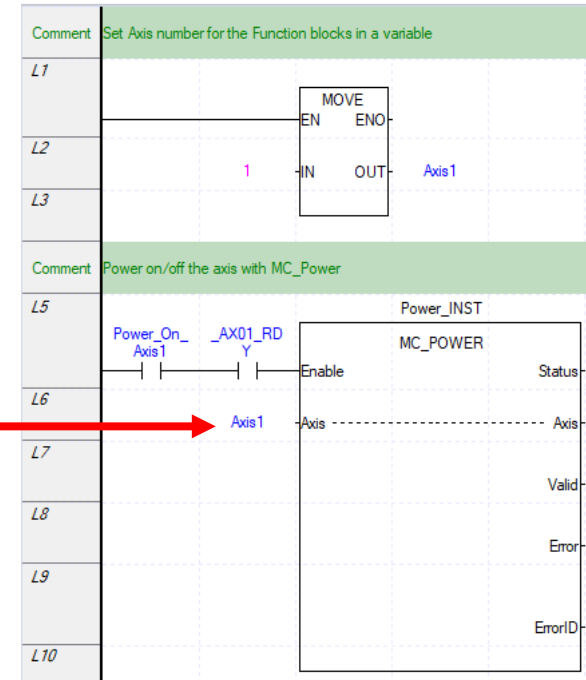 Comment Set Axis number for the Function blocks in a variable
L1
MOVE
EN ENO
L2
1 IN OUT Axis1
L3
Comment Power on/off the axis with MC_Power
L5
Power_INST
Power_On_ _AX01_RD
Axis1 Y
MC_POWER
Enable Status
L6
Axis1 Axis Axis
L7
Valid
L8
Error
L9
ErrorID
L10